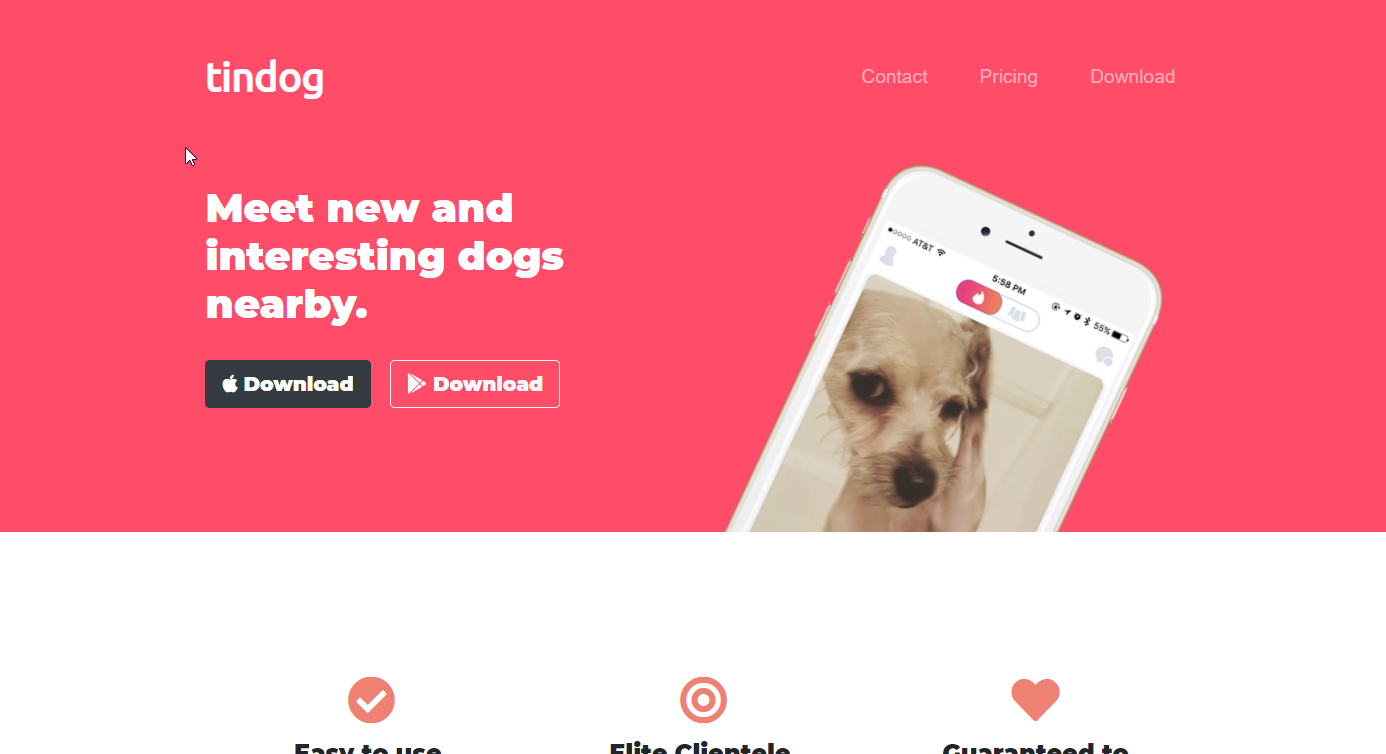 tindog
Contact Pricing Download
Meet new and
interesting dogs
nearby.
Download Download
AT&T 5:58 PM 55%
Easy to use
Elite Clientele
Guaranteed to